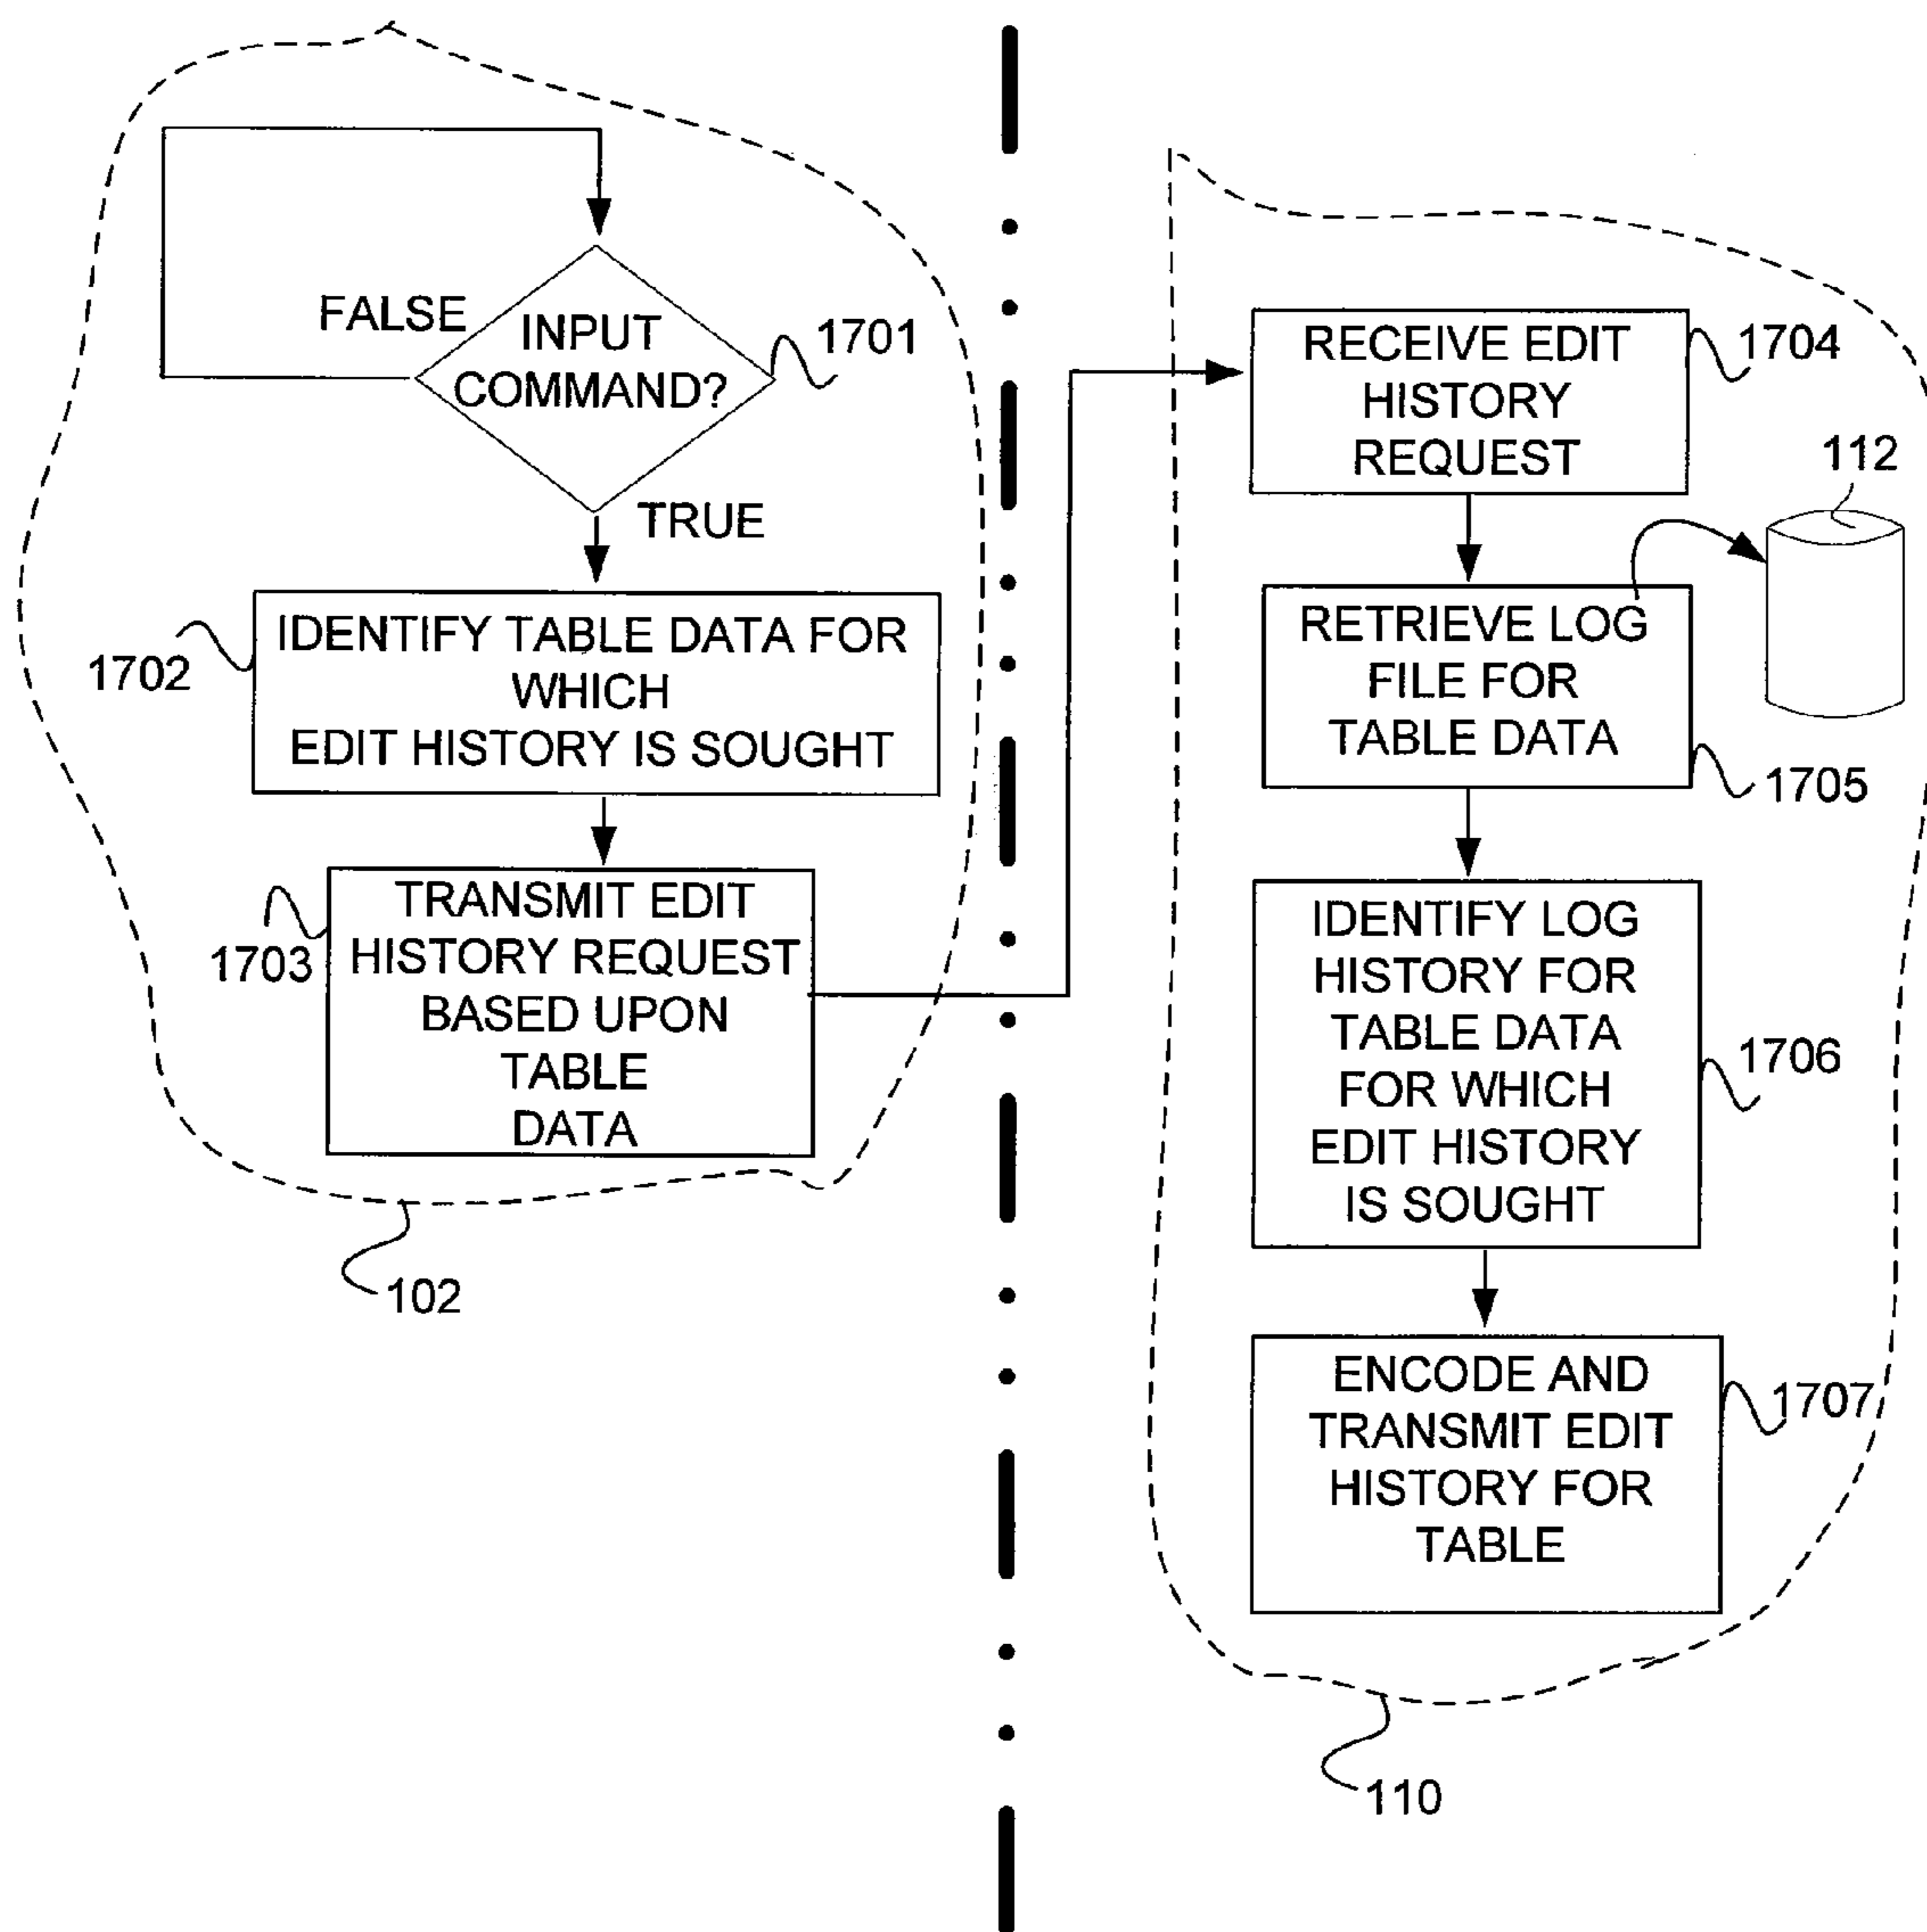 FALSE
INPUT
COMMAND?
1701
TRUE
IDENTIFY TABLE DATA FOR
WHICH
EDIT HISTORY IS SOUGHT
1702
TRANSMIT EDIT
HISTORY REQUEST
BASED UPON
TABLE
DATA
1703
102
RECEIVE EDIT
HISTORY
REQUEST
1704
112
RETRIEVE LOG
FILE FOR
TABLE DATA
1705
IDENTIFY LOG
HISTORY FOR
TABLE DATA
FOR WHICH
EDIT HISTORY
IS SOUGHT
1706
ENCODE AND
TRANSMIT EDIT
HISTORY FOR
TABLE
1707
110